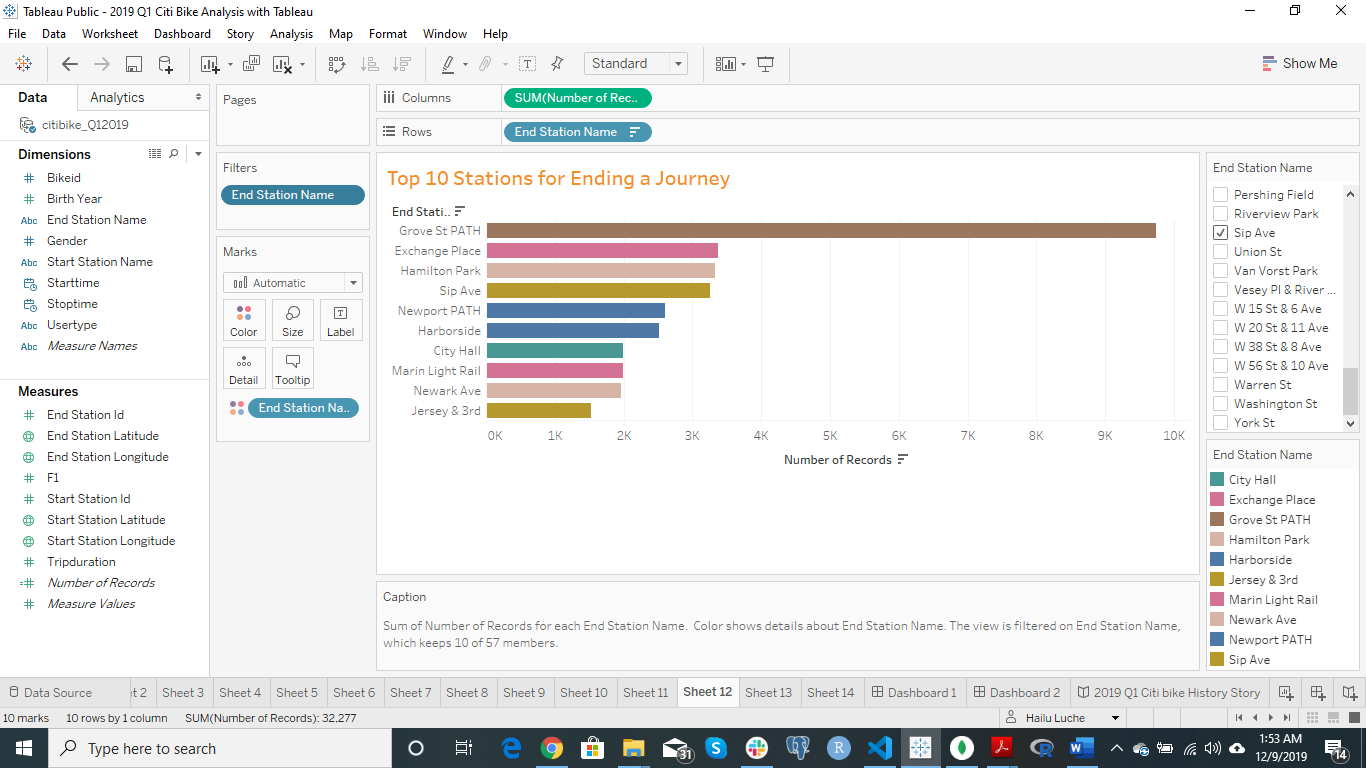 Tableau Public - 2019 Q1 Citi Bike Analysis with Tableau
File Data Worksheet Dashboard Story Analysis Map Format Window Help
Standard
Show Me
Data
Analytics
citibike_Q12019
Dimensions
Bikeid
Birth Year
Abc End Station Name
Gender
Abc Start Station Name
Starttime
Stoptime
Abc Usertype
Abc Measure Names
Measures
End Station Id
End Station Latitude
End Station Longitude
F1
Start Station Id
Start Station Latitude
Start Station Longitude
Tripduration
Number of Records
Measure Values
Pages
Filters
End Station Name
Marks
Automatic
Color
Size
Label
Detail
Tooltip
End Station Na..
Columns
SUM(Number of Rec..
Rows
End Station Name
Top 10 Stations for Ending a Journey
End Stati..
Grove St PATH
Exchange Place
Hamilton Park
Sip Ave
Newport PATH
Harborside
City Hall
Marin Light Rail
Newark Ave
Jersey & 3rd
0K 1K 2K 3K 4K 5K 6K 7K 8K 9K 10K
Number of Records
Caption
Sum of Number of Records for each End Station Name. Color shows details about End Station Name. The view is filtered on End Station Name,
which keeps 10 of 57 members.
End Station Name
Pershing Field
Riverview Park
Sip Ave
Union St
Van Vorst Park
Vesey Pl & River ...
W 15 St & 6 Ave
W 20 St & 11 Ave
W 38 St & 8 Ave
W 56 St & 10 Ave
Warren St
Washington St
York St
End Station Name
City Hall
Exchange Place
Grove St PATH
Hamilton Park
Harborside
Jersey & 3rd
Marin Light Rail
Newark Ave
Newport PATH
Sip Ave
Data Source
t 2
Sheet 3
Sheet 4
Sheet 5
Sheet 6
Sheet 7
Sheet 8
Sheet 9
Sheet 10
Sheet 11
Sheet 12
Sheet 13
Sheet 14
Dashboard 1
Dashboard 2
2019 Q1 Citi bike History Story
10 marks 10 rows by 1 column SUM(Number of Records): 32,277
Hailu Luche
Type here to search
31
1:53 AM
12/9/2019
14